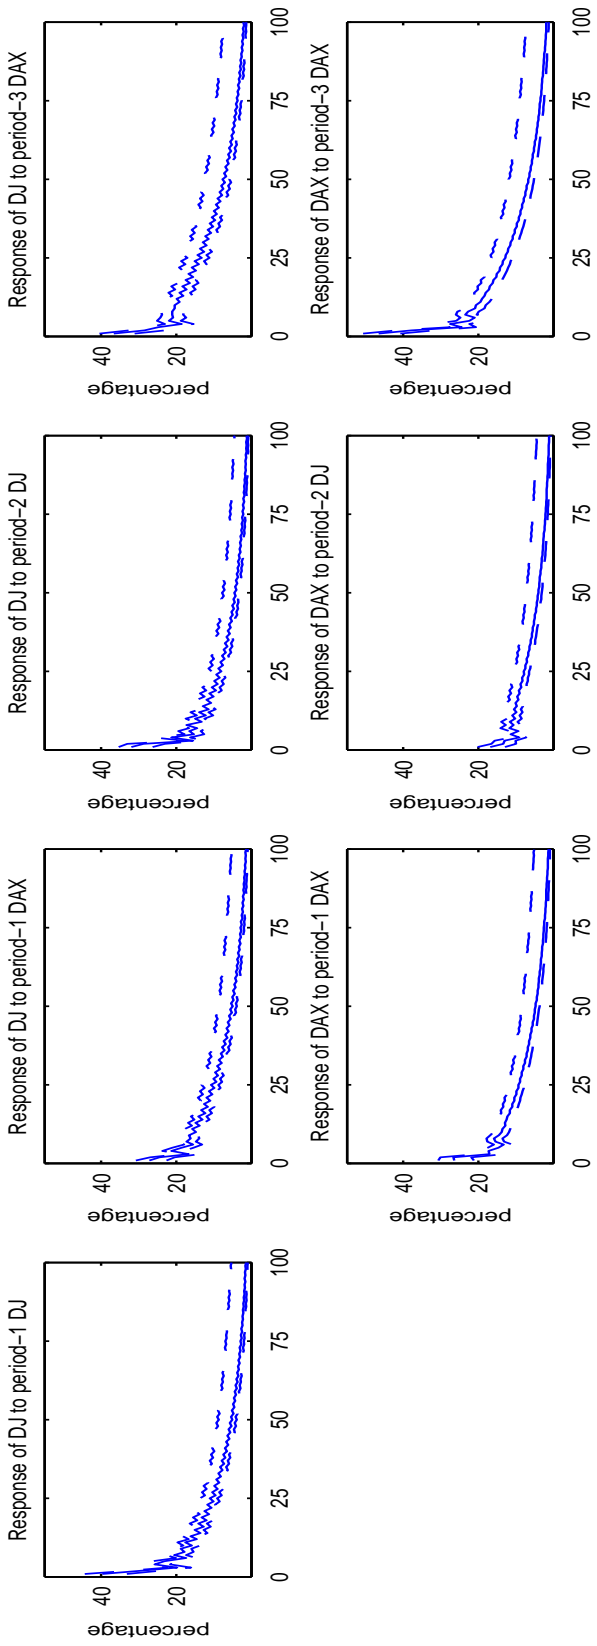 Response of DJ to period−1 DJ
percentage
40
20
0 25 50 75 100
Response of DJ to period−1 DAX
percentage
40
20
0 25 50 75 100
Response of DJ to period−2 DJ
percentage
40
20
0 25 50 75 100
Response of DJ to period−3 DAX
percentage
40
20
0 25 50 75 100
Response of DAX to period−1 DAX
percentage
40
20
0 25 50 75 100
Response of DAX to period−2 DJ
percentage
40
20
0 25 50 75 100
Response of DAX to period−3 DAX
percentage
40
20
0 25 50 75 100